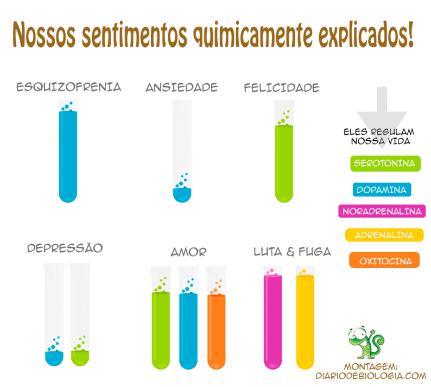 Nossos sentimentos quimicamente explicados!
ESQUIZOFRENIA
ANSIEDADE
FELICIDADE
ELES REGULAM
NOSSA VIDA
SEROTONINA
DOPAMINA
NORADRENALINA
ADRENALINA
OXITOCINA
DEPRESSÃO
AMOR
LUTA & FUGA
MONTAGEM:
DIARIODEBIOLOGIA.COM